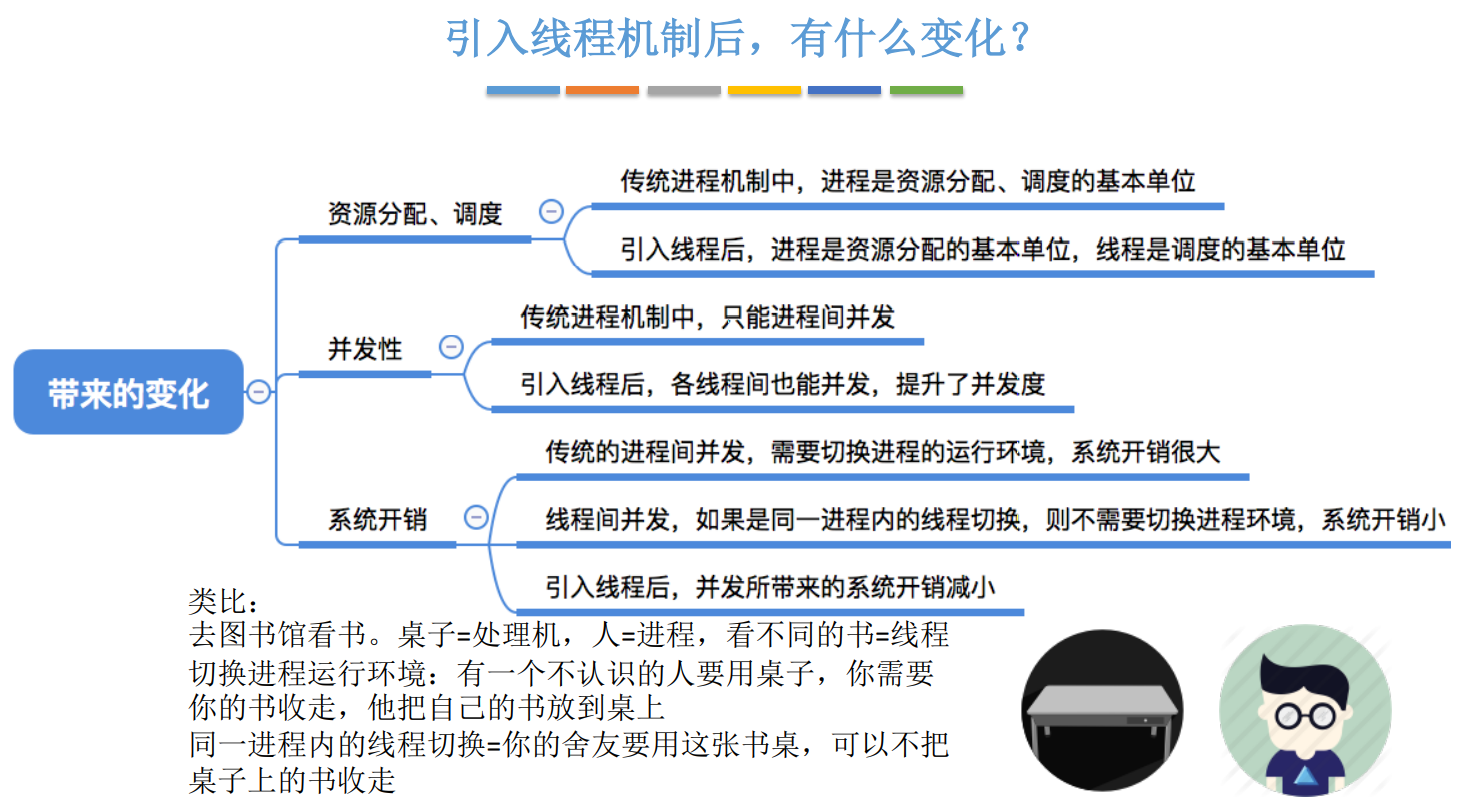 引入线程机制后，有什么变化？
带来的变化
资源分配、调度
传统进程机制中，进程是资源分配、调度的基本单位
引入线程后，进程是资源分配的基本单位，线程是调度的基本单位
并发性
传统进程机制中，只能进程间并发
引入线程后，各线程间也能并发，提升了并发度
系统开销
传统的进程间并发，需要切换进程的运行环境，系统开销很大
线程间并发，如果是同一进程内的线程切换，则不需要切换进程环境，系统开销小
引入线程后，并发所带来的系统开销减小
类比：
去图书馆看书。桌子=处理机，人=进程，看不同的书=线程
切换进程运行环境：有一个不认识的人要用桌子，你需要
你的书收走，他把自己的书放到桌上
同一进程内的线程切换=你的舍友要用这张书桌，可以不把
桌子上的书收走